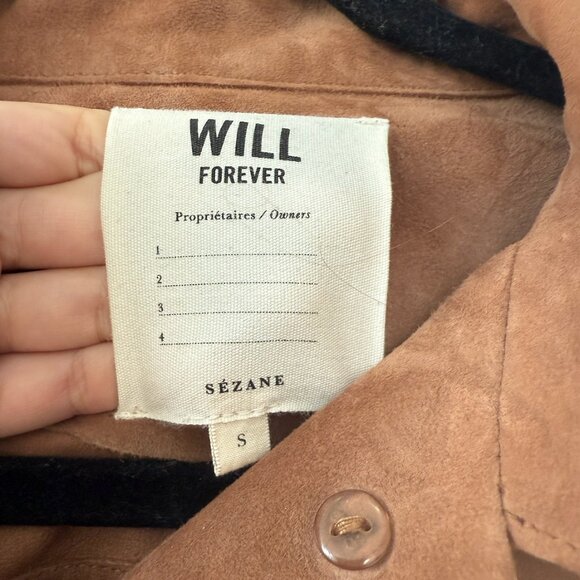 WILL
FOREVER
Propriétaires / Owners
1
2
3
4
SÉZANE
S